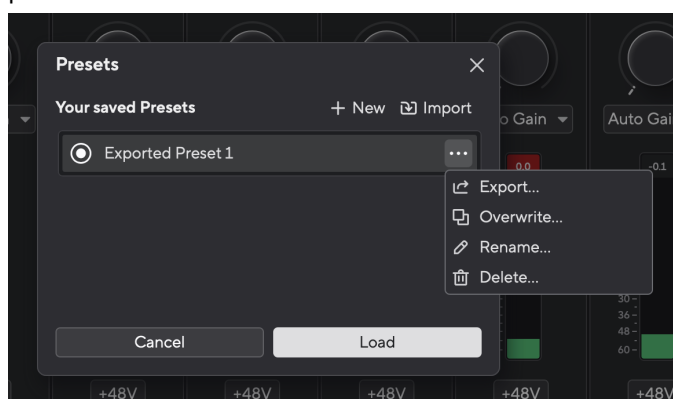 Presets
Your saved Presets
New
Import
Exported Preset 1
Export...
Overwrite...
Rename...
Delete...
Cancel
Load
o Gain
Auto Gai
0.0
-0.1
30
36
48
60
+48V
+48V
+48V
+48V
+48V